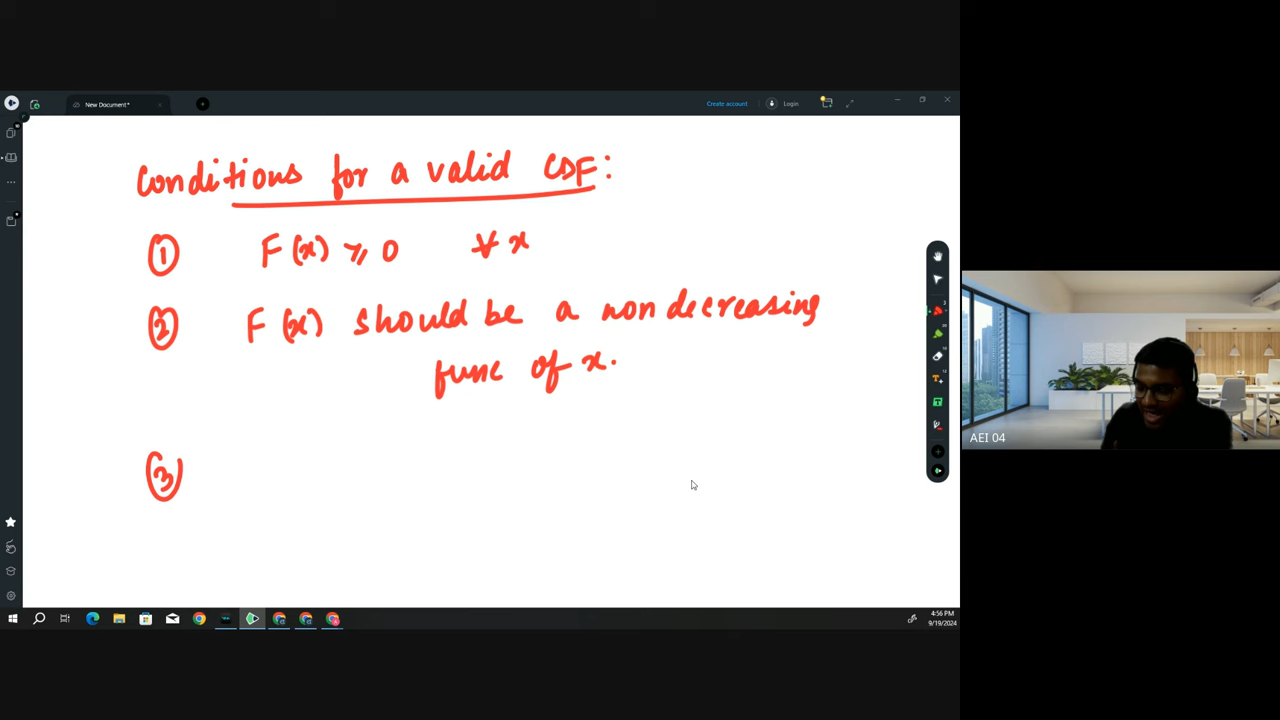 New Document*
Create account
Login
Conditions for a valid CDF:
① F(x) ≥ 0 ∀ x
② F(x) should be a non decreasing
func of x.
③
AEI 04
4:56 PM
9/19/2024